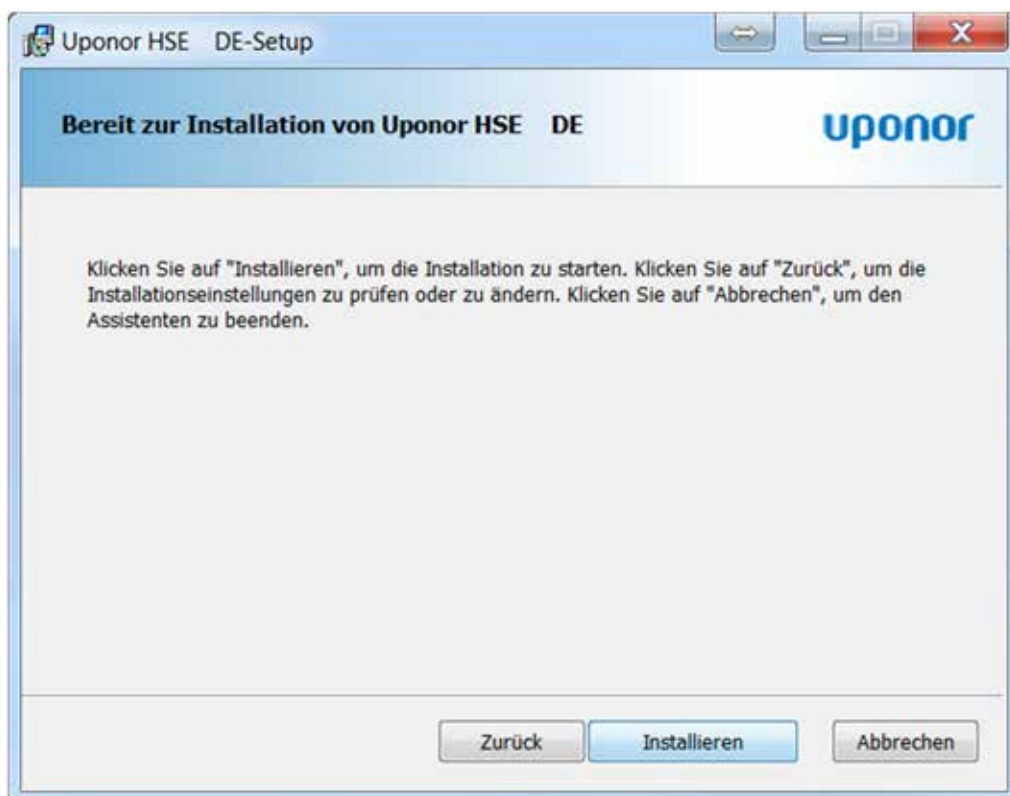 Uponor HSE DE-Setup
Bereit zur Installation von Uponor HSE DE
uponor
Klicken Sie auf "Installieren", um die Installation zu starten. Klicken Sie auf "Zurück", um die
Installationseinstellungen zu prüfen oder zu ändern. Klicken Sie auf "Abbrechen", um den
Assistenten zu beenden.
Zurück
Installieren
Abbrechen